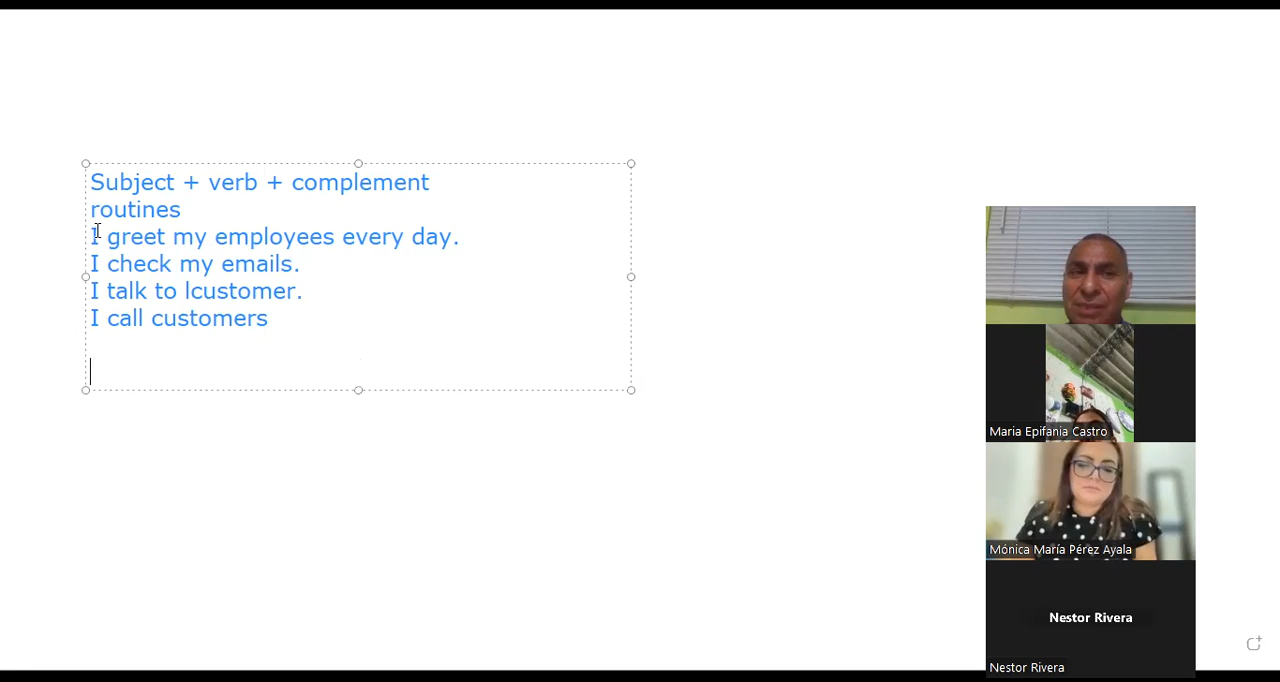 Subject + verb + complement
routines
I greet my employees every day.
I check my emails.
I talk to lcustomer.
I call customers
Maria Epifania Castro
Mónica María Pérez Ayala
Nestor Rivera
Nestor Rivera